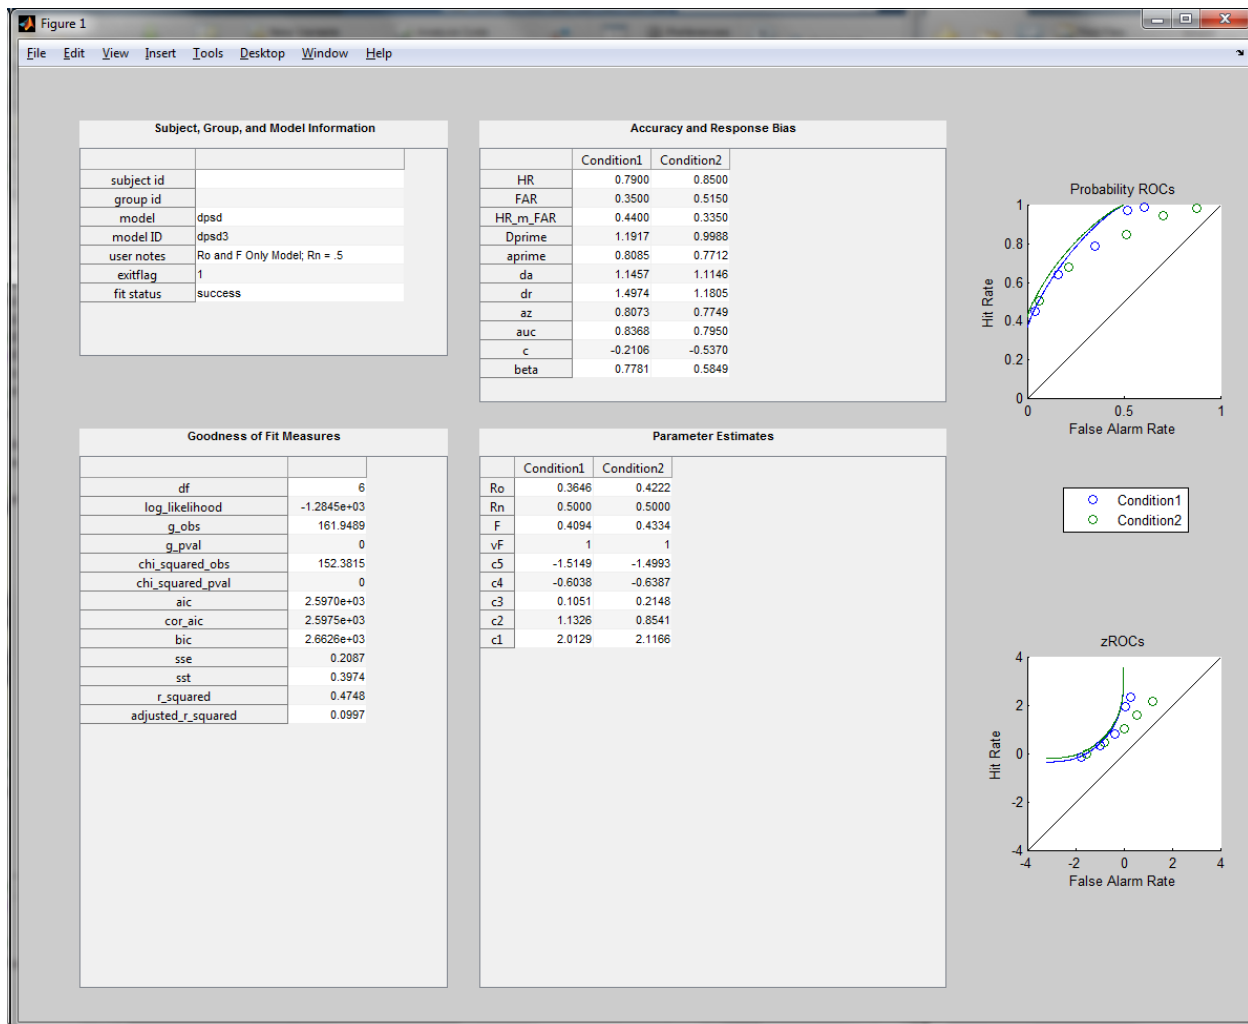 Figure 1
File Edit View Insert Tools Desktop Window Help
Subject, Group, and Model Information
subject id
group id
model dpsd
model ID dpsd3
user notes Ro and F Only Model; Rn = .5
exitflag 1
fit status success
Accuracy and Response Bias
Condition1 Condition2
HR 0.7900 0.8500
FAR 0.3500 0.5150
HR_m_FAR 0.4400 0.3350
Dprime 1.1917 0.9988
aprime 0.8085 0.7712
da 1.1457 1.1146
dr 1.4974 1.1805
az 0.8073 0.7749
auc 0.8368 0.7950
c -0.2106 -0.5370
beta 0.7781 0.5849
Probability ROCs
1
0.8
0.6
0.4
0.2
0
Hit Rate
0 0.5 1
False Alarm Rate
Goodness of Fit Measures
df 6
log_likelihood -1.2845e+03
g_obs 161.9489
g_pval 0
chi_squared_obs 152.3815
chi_squared_pval 0
aic 2.5970e+03
cor_aic 2.5975e+03
bic 2.6626e+03
sse 0.2087
sst 0.3974
r_squared 0.4748
adjusted_r_squared 0.0997
Parameter Estimates
Condition1 Condition2
Ro 0.3646 0.4222
Rn 0.5000 0.5000
F 0.4094 0.4334
vF 1 1
c5 -1.5149 -1.4993
c4 -0.6038 -0.6387
c3 0.1051 0.2148
c2 1.1326 0.8541
c1 2.0129 2.1166
Condition1
Condition2
zROCs
4
2
0
-2
-4
Hit Rate
-4 -2 0 2 4
False Alarm Rate